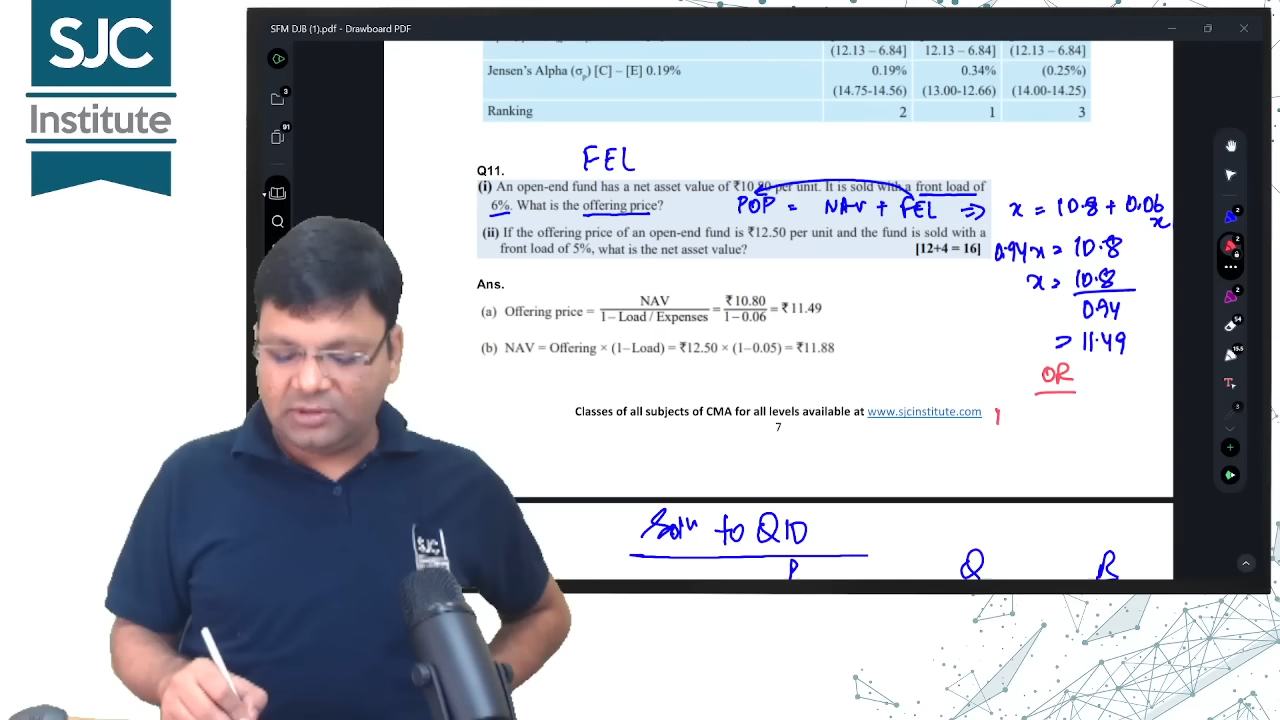 SJC
Institute
SFM DJB (1).pdf - Drawboard PDF
(12.13 – 6.84] 12.13 – 6.84] (12.13 – 6.84]
Jensen's Alpha (σp) [C] – [E] 0.19% 0.19% 0.34% (0.25%)
(14.75-14.56) (13.00-12.66) (14.00-14.25)
Ranking 2 1 3
FEL
Q11.
(i) An open-end fund has a net asset value of ₹10.80 per unit. It is sold with a front load of
6%. What is the offering price?
POP = NAV + FEL ⇒ x = 10.8 + 0.06x
(ii) If the offering price of an open-end fund is ₹12.50 per unit and the fund is sold with a
front load of 5%, what is the net asset value? [12+4 = 16]
0.94x = 10.8
x = 10.8
0.94
= 11.49
OR
Ans.
(a) Offering price = NAV / 1 – Load / Expenses = ₹10.80 / 1 – 0.06 = ₹11.49
(b) NAV = Offering × (1–Load) = ₹12.50 × (1–0.05) = ₹11.88
Classes of all subjects of CMA for all levels available at www.sjcinstitute.com
7
Soln to Q10
P Q R
SJC